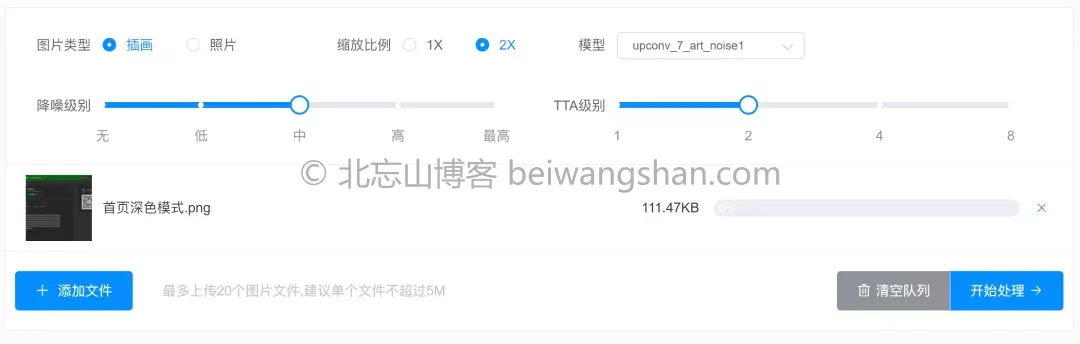 图片类型 插画 照片 缩放比例 1X 2X 模型 upconv_7_art_noise1
降噪级别 TTA级别
无 低 中 高 最高 1 2 4 8
© 北忘山博客 beiwangshan.com
首页深色模式.png 111.47KB 0%
添加文件 最多上传20个图片文件,建议单个文件不超过5M 清空队列 开始处理